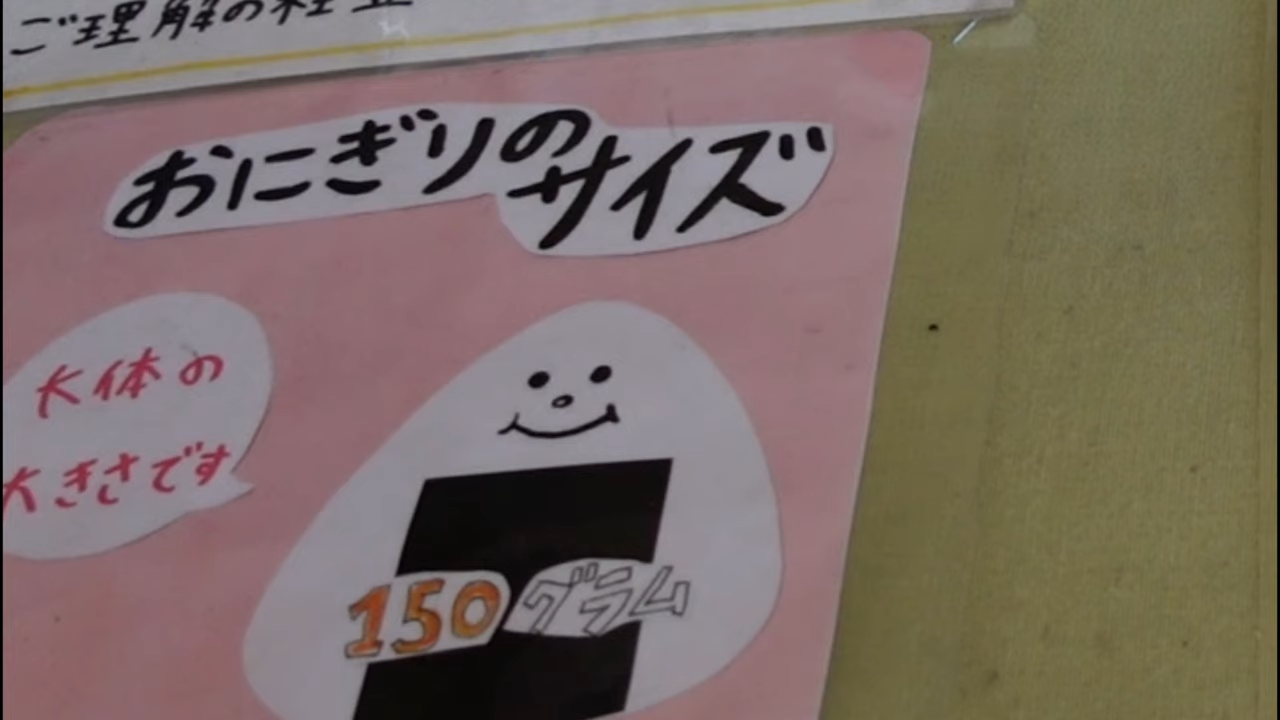 ご理解の程
おにぎりの
サイズ
大体の
大きさです
150グラム